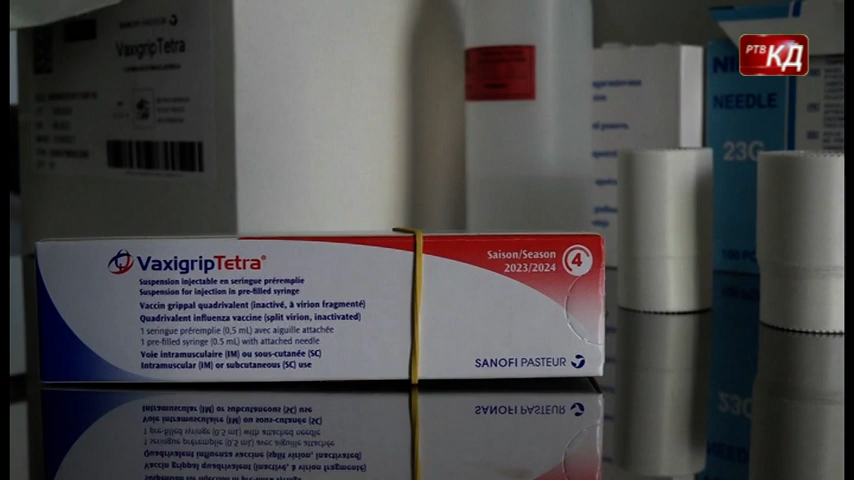 SANOFI PASTEUR
VaxigripTetra
РТВ КД
NEEDLE
23G
VaxigripTetra®
Suspension injectable en seringue préremplie
Suspension for injection in pre-filled syringe
Vaccin grippal quadrivalent (inactivé, à virion fragmenté)
Quadrivalent influenza vaccine (split virion, inactivated)
1 seringue préremplie (0,5 mL) avec aiguille attachée
1 pre-filled syringe (0.5 mL) with attached needle
Voie intramusculaire (IM) ou sous-cutanée (SC)
Intramuscular (IM) or subcutaneous (SC) use
Saison/Season
2023/2024
4
SANOFI PASTEUR